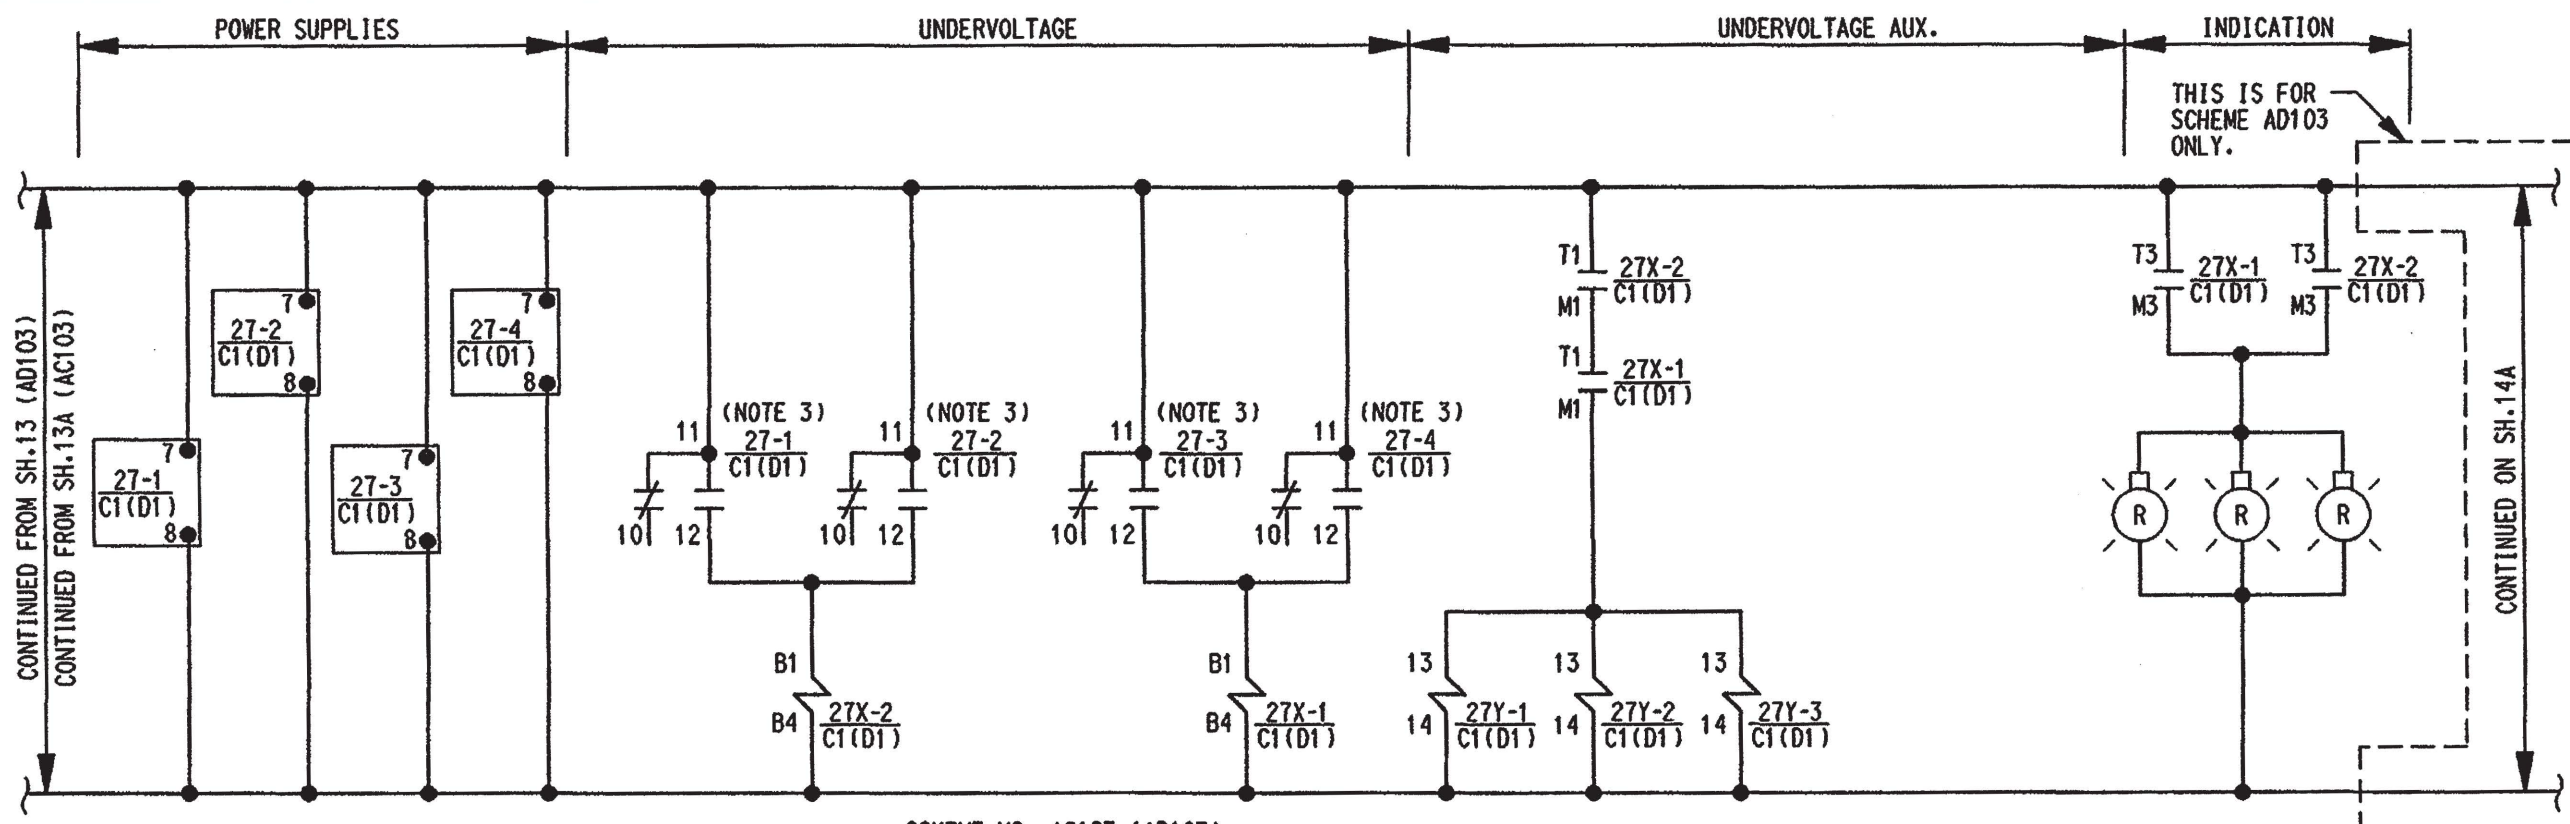 POWER SUPPLIES
UNDERVOLTAGE
UNDERVOLTAGE AUX.
INDICATION
THIS IS FOR
SCHEME AD103
ONLY.
CONTINUED FROM SH.13 (AD103)
CONTINUED FROM SH.13A (AC103)
7
27-1
C1(D1)
8
7
27-2
C1(D1)
8
7
27-3
C1(D1)
8
7
27-4
C1(D1)
8
(NOTE 3)
11
27-1
C1(D1)
10
12
(NOTE 3)
11
27-2
C1(D1)
10
12
B1
B4
27X-2
C1(D1)
(NOTE 3)
11
27-3
C1(D1)
10
12
(NOTE 3)
11
27-4
C1(D1)
10
12
B1
B4
27X-1
C1(D1)
T1
27X-2
C1(D1)
M1
T1
27X-1
C1(D1)
M1
13
14
27Y-1
C1(D1)
13
14
27Y-2
C1(D1)
13
14
27Y-3
C1(D1)
T3
27X-1
C1(D1)
M3
T3
27X-2
C1(D1)
M3
R
R
R
CONTINUED ON SH.14A